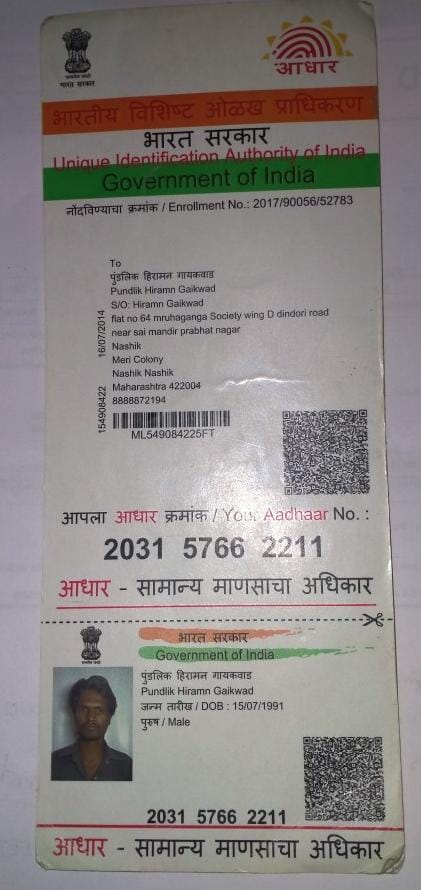 भारत सरकार
आधार
भारतीय विशिष्ट ओळख प्राधिकरण
भारत सरकार
Unique Identification Authority of India
Government of India
नोंदविण्याचा क्रमांक / Enrollment No.: 2017/90056/52783
To
पुंडलिक हिरामन गायकवाड
Pundlik Hiramn Gaikwad
S/O: Hiramn Gaikwad
flat no 64 mruhaganga Society wing D dindori road
near sai mandir prabhat nagar
Nashik
Meri Colony
Nashik Nashik
Maharashtra 422004
8888872194
154908422 16/07/2014
ML549084225FT
आपला आधार क्रमांक / Your Aadhaar No. :
2031 5766 2211
आधार - सामान्य माणसाचा अधिकार
भारत सरकार
Government of India
पुंडलिक हिरामन गायकवाड
Pundlik Hiramn Gaikwad
जन्म तारीख / DOB : 15/07/1991
पुरुष / Male
2031 5766 2211
आधार - सामान्य माणसाचा अधिकार